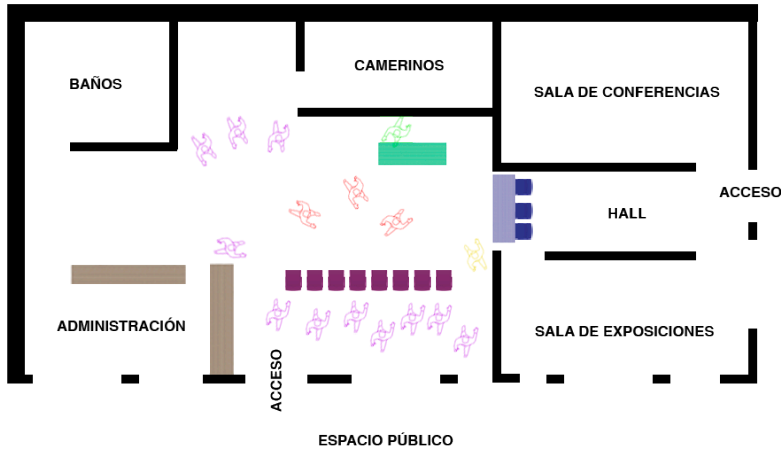 BAÑOS
CAMERINOS
SALA DE CONFERENCIAS
ACCESO
HALL
ADMINISTRACIÓN
SALA DE EXPOSICIONES
ACCESO
ESPACIO PÚBLICO